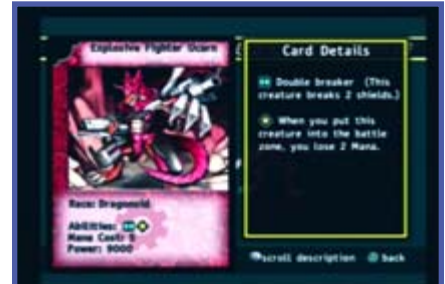 Explosive Fighter Ucarn
Card Details
Double breaker (This
creature breaks 2 shields.)
When you put this
creature into the battle
zone, you lose 2 Mana.
Race: Dragonoid
Abilities:
Mana Cost: 5
Power: 9000
scroll description
back